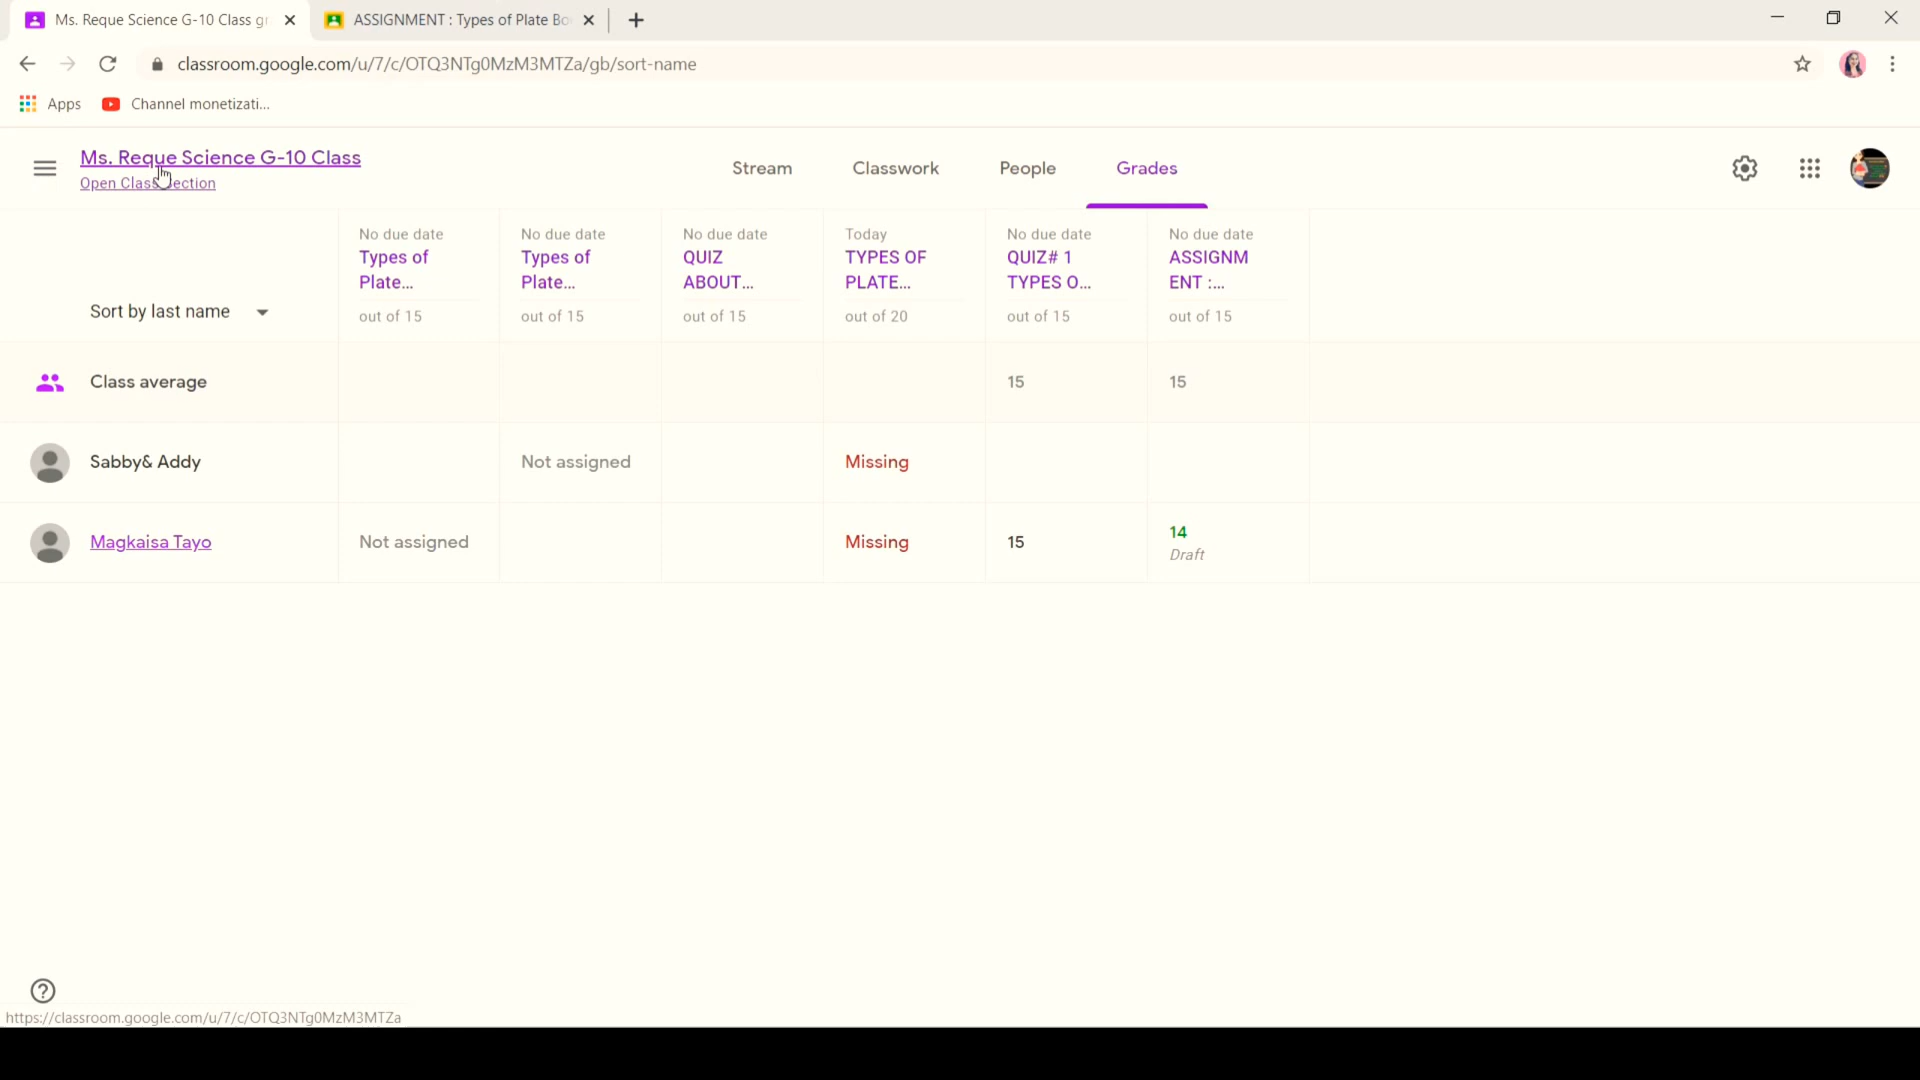 Ms. Reque Science G-10 Class
ASSIGNMENT : Types of Plate Bo
classroom.google.com/u/7/c/OTQ3NTg0MzM3MTZa/gb/sort-name
Apps
Channel monetizati...
Ms. Reque Science G-10 Class
Open Class Section
Stream
Classwork
People
Grades
No due date
Types of
Plate...
out of 15
No due date
Types of
Plate...
out of 15
No due date
QUIZ
ABOUT...
out of 15
Today
TYPES OF
PLATE...
out of 20
No due date
QUIZ# 1
TYPES O...
out of 15
No due date
ASSIGNM
ENT :...
out of 15
Sort by last name
Class average
15
15
Sabby& Addy
Not assigned
Missing
Magkaisa Tayo
Not assigned
Missing
15
14
Draft
https://classroom.google.com/u/7/c/OTQ3NTg0MzM3MTZa